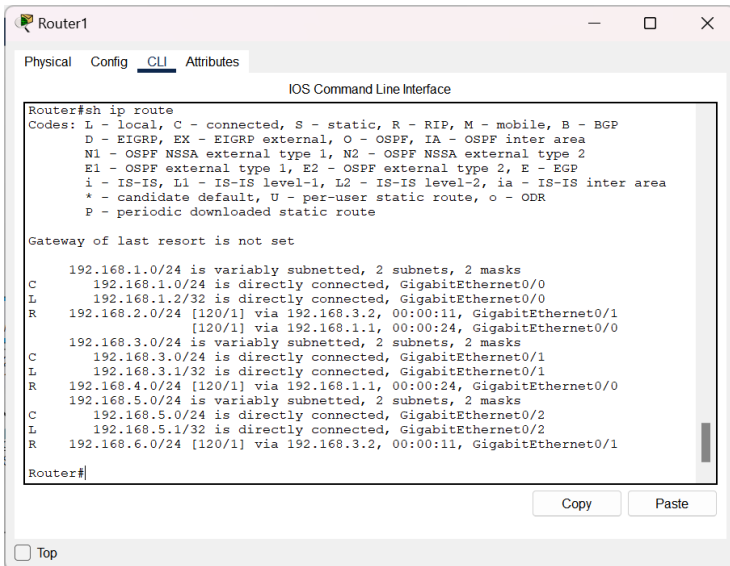 Router1
Physical Config CLI Attributes
IOS Command Line Interface
Router#sh ip route
Codes: L - local, C - connected, S - static, R - RIP, M - mobile, B - BGP
       D - EIGRP, EX - EIGRP external, O - OSPF, IA - OSPF inter area
       N1 - OSPF NSSA external type 1, N2 - OSPF NSSA external type 2
       E1 - OSPF external type 1, E2 - OSPF external type 2, E - EGP
       i - IS-IS, L1 - IS-IS level-1, L2 - IS-IS level-2, ia - IS-IS inter area
       * - candidate default, U - per-user static route, o - ODR
       P - periodic downloaded static route
Gateway of last resort is not set
     192.168.1.0/24 is variably subnetted, 2 subnets, 2 masks
C       192.168.1.0/24 is directly connected, GigabitEthernet0/0
L       192.168.1.2/32 is directly connected, GigabitEthernet0/0
R    192.168.2.0/24 [120/1] via 192.168.3.2, 00:00:11, GigabitEthernet0/1
                    [120/1] via 192.168.1.1, 00:00:24, GigabitEthernet0/0
     192.168.3.0/24 is variably subnetted, 2 subnets, 2 masks
C       192.168.3.0/24 is directly connected, GigabitEthernet0/1
L       192.168.3.1/32 is directly connected, GigabitEthernet0/1
R    192.168.4.0/24 [120/1] via 192.168.1.1, 00:00:24, GigabitEthernet0/0
     192.168.5.0/24 is variably subnetted, 2 subnets, 2 masks
C       192.168.5.0/24 is directly connected, GigabitEthernet0/2
L       192.168.5.1/32 is directly connected, GigabitEthernet0/2
R    192.168.6.0/24 [120/1] via 192.168.3.2, 00:00:11, GigabitEthernet0/1
Router#
Copy Paste
Top